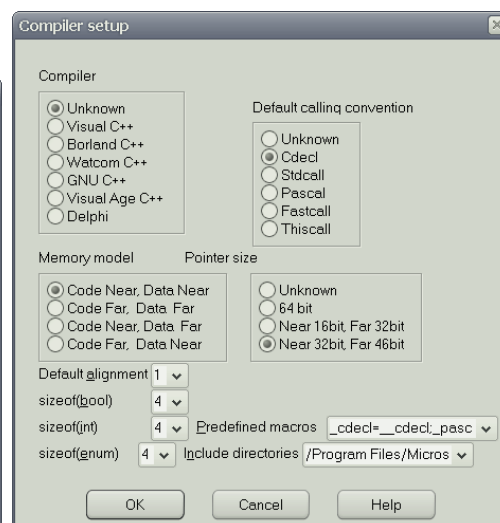 Compiler setup
Compiler
Unknown
Visual C++
Borland C++
Watcom C++
GNU C++
Visual Age C++
Delphi
Default calling convention
Unknown
Cdecl
Stdcall
Pascal
Fastcall
Thiscall
Memory model
Code Near, Data Near
Code Far, Data Far
Code Near, Data Far
Code Far, Data Near
Pointer size
Unknown
64 bit
Near 16bit, Far 32bit
Near 32bit, Far 46bit
Default alignment 1
sizeof(bool) 4
sizeof(int) 4 Predefined macros _cdecl=__cdecl;_pasc
sizeof(enum) 4 Include directories /Program Files/Micros
OK Cancel Help